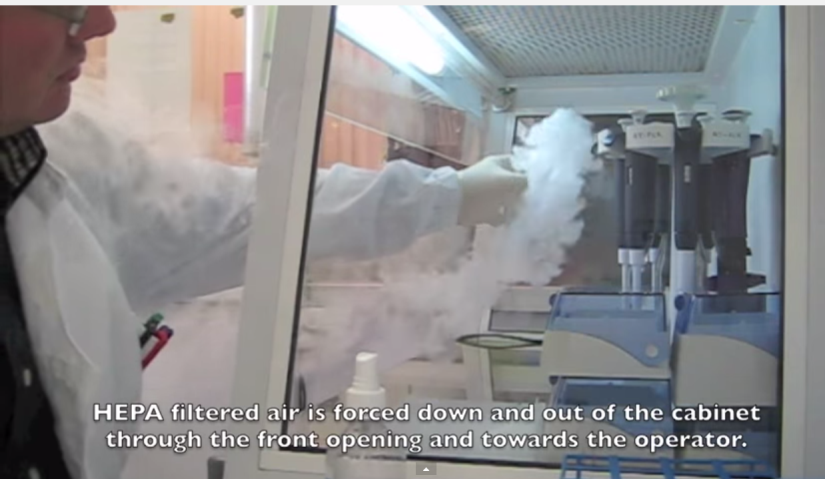 HEPA filtered air is forced down and out of the cabinet
through the front opening and towards the operator.